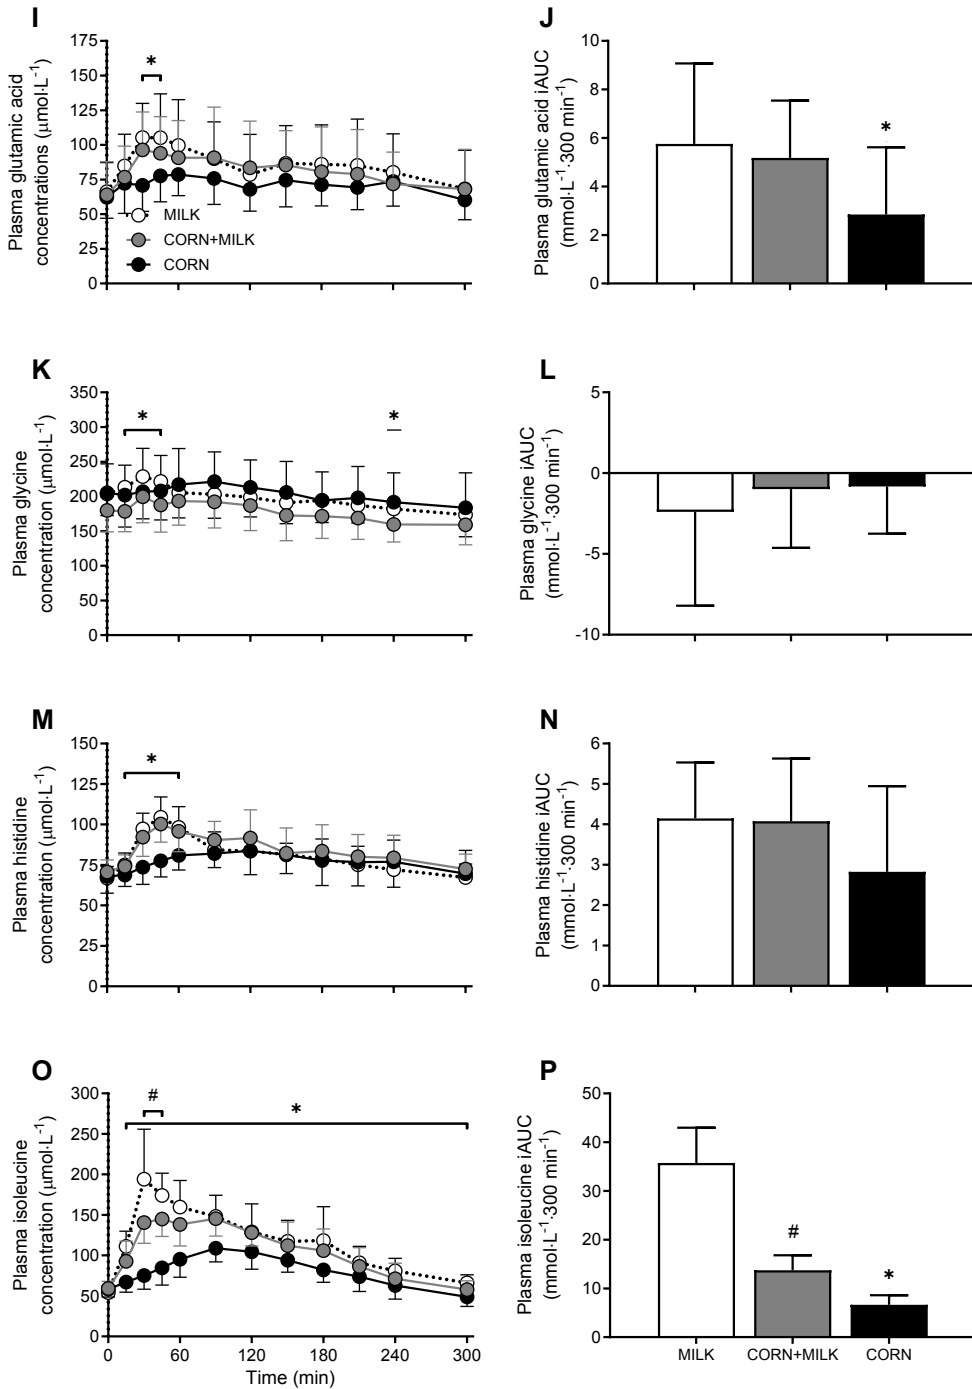 I
Plasma glutamic acid
concentrations (μmol·L⁻¹)
175
150
125
100
75
50
25
0
*
MILK
CORN+MILK
CORN
J
Plasma glutamic acid iAUC
(mmol·L⁻¹·300 min⁻¹)
10
8
6
4
2
0
*
K
Plasma glycine
concentration (μmol·L⁻¹)
350
300
250
200
150
100
50
0
*
*
L
Plasma glycine iAUC
(mmol·L⁻¹·300 min⁻¹)
5
0
-5
-10
M
Plasma histidine
concentration (μmol·L⁻¹)
150
125
100
75
50
25
0
*
N
Plasma histidine iAUC
(mmol·L⁻¹·300 min⁻¹)
6
5
4
3
2
1
0
O
Plasma isoleucine
concentration (μmol·L⁻¹)
300
250
200
150
100
50
0
#
*
0 60 120 180 240 300
Time (min)
P
Plasma isoleucine iAUC
(mmol·L⁻¹·300 min⁻¹)
50
40
30
20
10
0
#
*
MILK CORN+MILK CORN